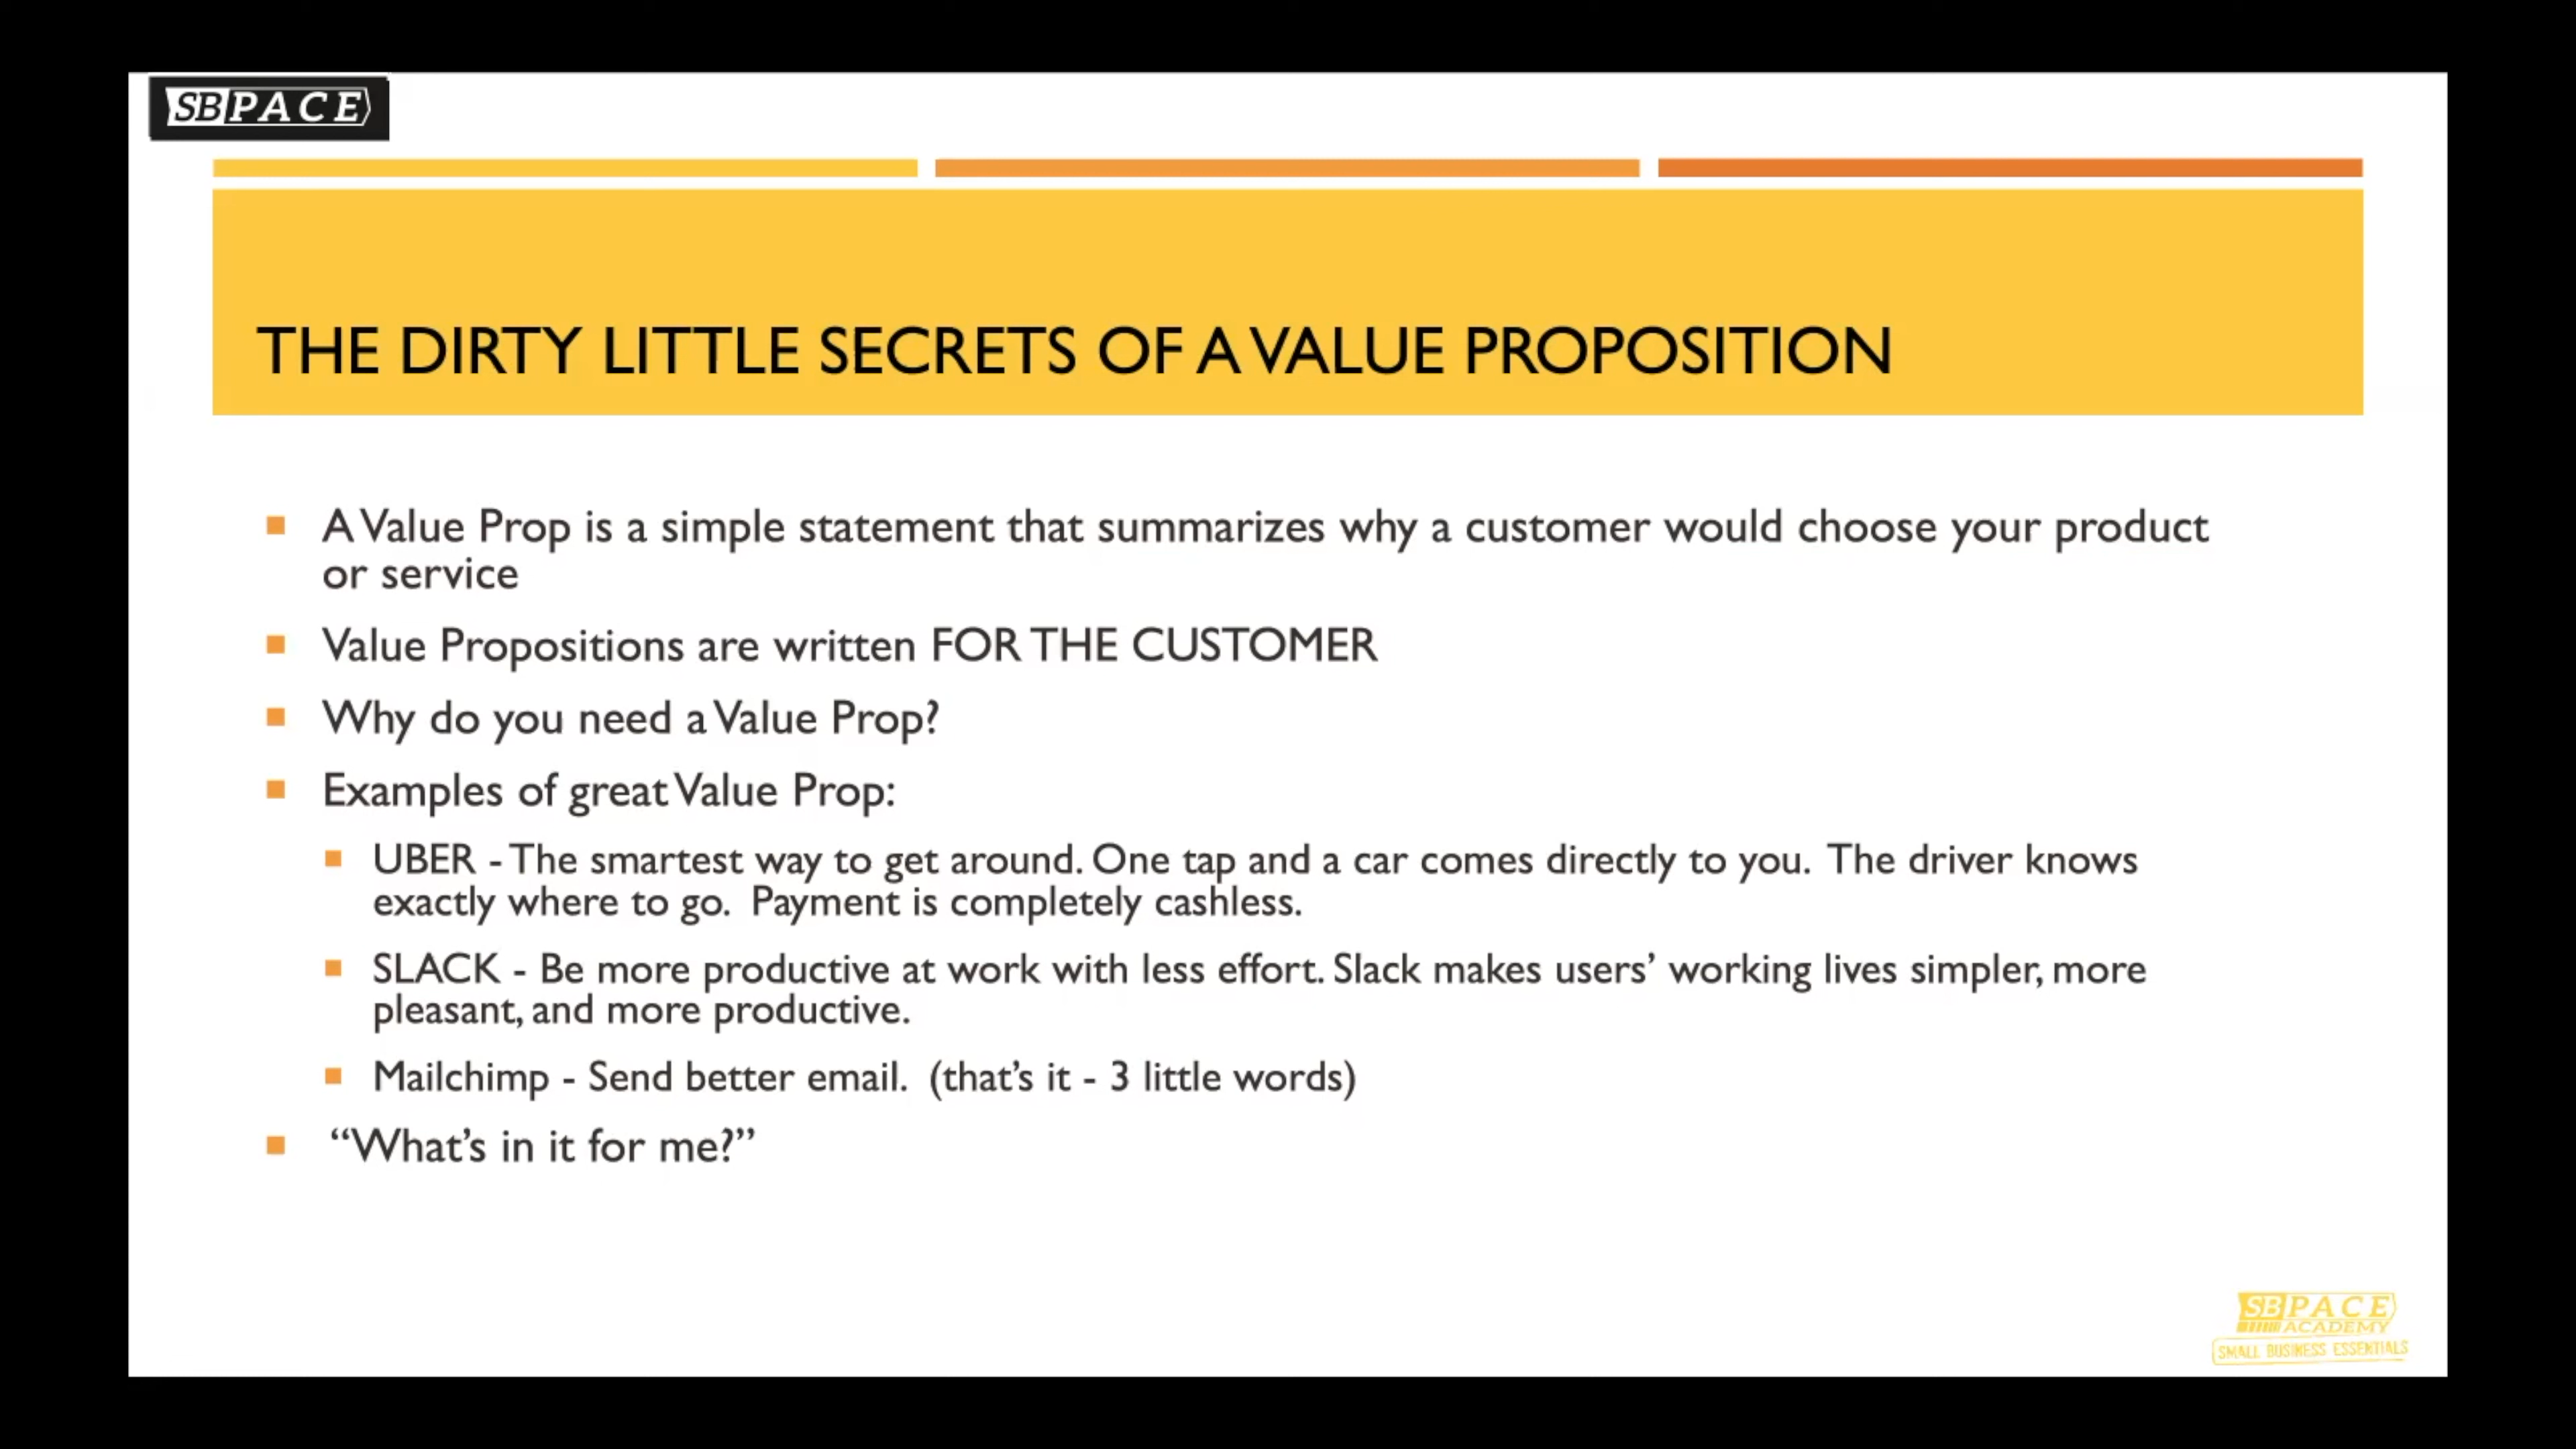 SBPACE
THE DIRTY LITTLE SECRETS OF A VALUE PROPOSITION
A Value Prop is a simple statement that summarizes why a customer would choose your product
or service
Value Propositions are written FOR THE CUSTOMER
Why do you need a Value Prop?
Examples of great Value Prop:
UBER - The smartest way to get around. One tap and a car comes directly to you. The driver knows
exactly where to go. Payment is completely cashless.
SLACK - Be more productive at work with less effort. Slack makes users’ working lives simpler, more
pleasant, and more productive.
Mailchimp - Send better email. (that’s it - 3 little words)
“What’s in it for me?”
SBPACE
ACADEMY
SMALL BUSINESS ESSENTIALS